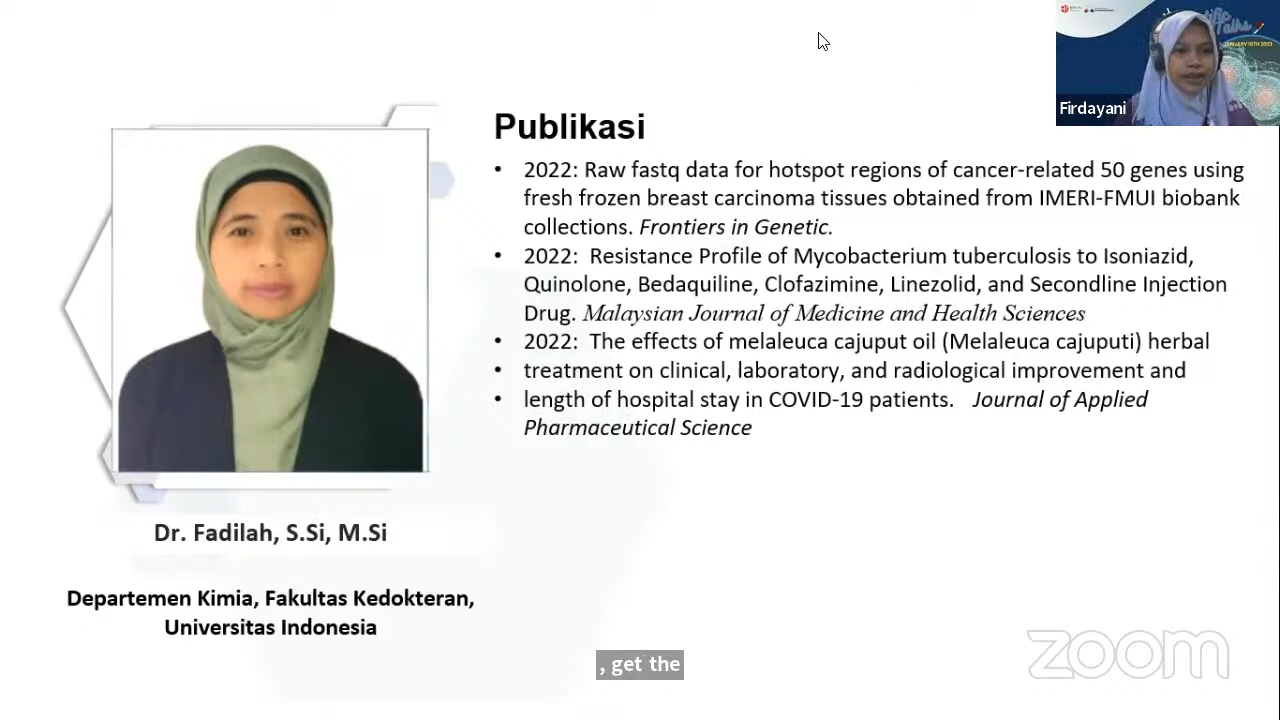 Publikasi
• 2022: Raw fastq data for hotspot regions of cancer-related 50 genes using
fresh frozen breast carcinoma tissues obtained from IMERI-FMUI biobank
collections. Frontiers in Genetic.
• 2022:  Resistance Profile of Mycobacterium tuberculosis to Isoniazid,
Quinolone, Bedaquiline, Clofazimine, Linezolid, and Secondline Injection
Drug. Malaysian Journal of Medicine and Health Sciences
• 2022:  The effects of melaleuca cajuput oil (Melaleuca cajuputi) herbal
• treatment on clinical, laboratory, and radiological improvement and
• length of hospital stay in COVID-19 patients.   Journal of Applied
Pharmaceutical Science
Dr. Fadilah, S.Si, M.Si
Departemen Kimia, Fakultas Kedokteran,
Universitas Indonesia
Talks
JANUARY 18TH 2023
Firdayani
, get the
zoom